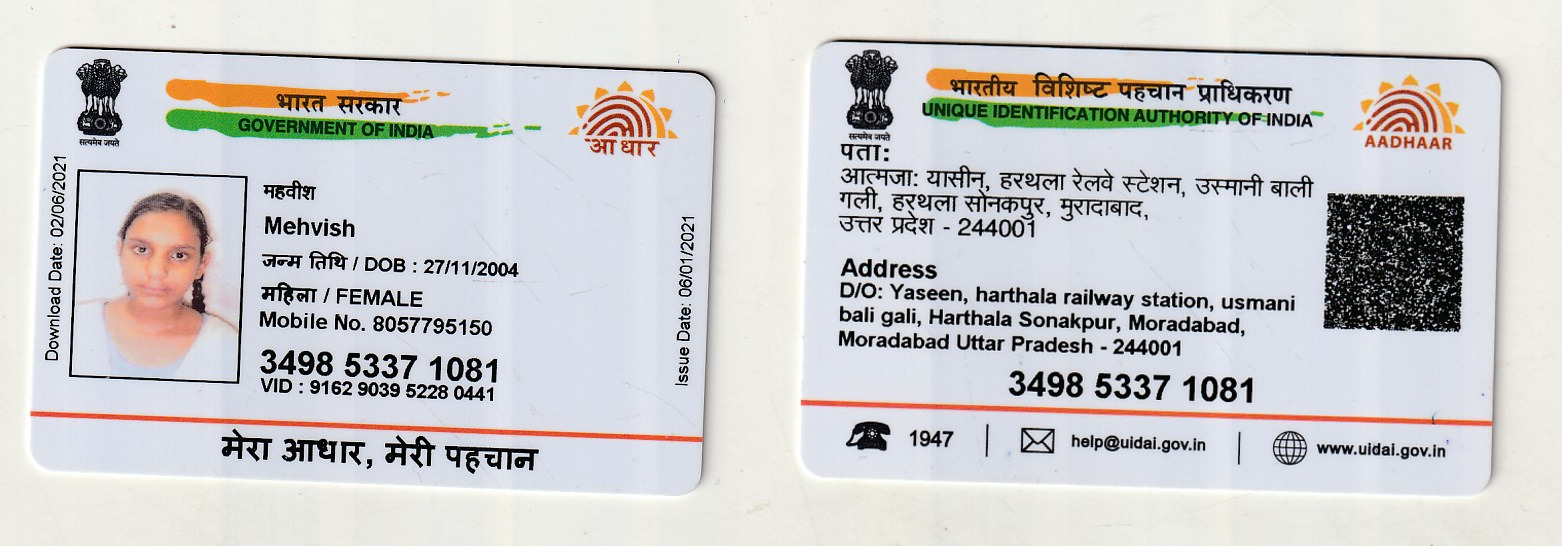 भारत सरकार
GOVERNMENT OF INDIA
सत्यमेव जयते
आधार
Download Date: 02/06/2021
महवीश
Mehvish
जन्म तिथि / DOB : 27/11/2004
महिला / FEMALE
Mobile No. 8057795150
3498 5337 1081
VID : 9162 9039 5228 0441
Issue Date: 06/01/2021
मेरा आधार, मेरी पहचान
भारतीय विशिष्ट पहचान प्राधिकरण
UNIQUE IDENTIFICATION AUTHORITY OF INDIA
सत्यमेव जयते
AADHAAR
पता:
आत्मजा: यासीन, हरथला रेलवे स्टेशन, उस्मानी बाली
गली, हरथला सोनकपुर, मुरादाबाद,
उत्तर प्रदेश - 244001
Address
D/O: Yaseen, harthala railway station, usmani
bali gali, Harthala Sonakpur, Moradabad,
Moradabad Uttar Pradesh - 244001
3498 5337 1081
1947
help@uidai.gov.in
www.uidai.gov.in